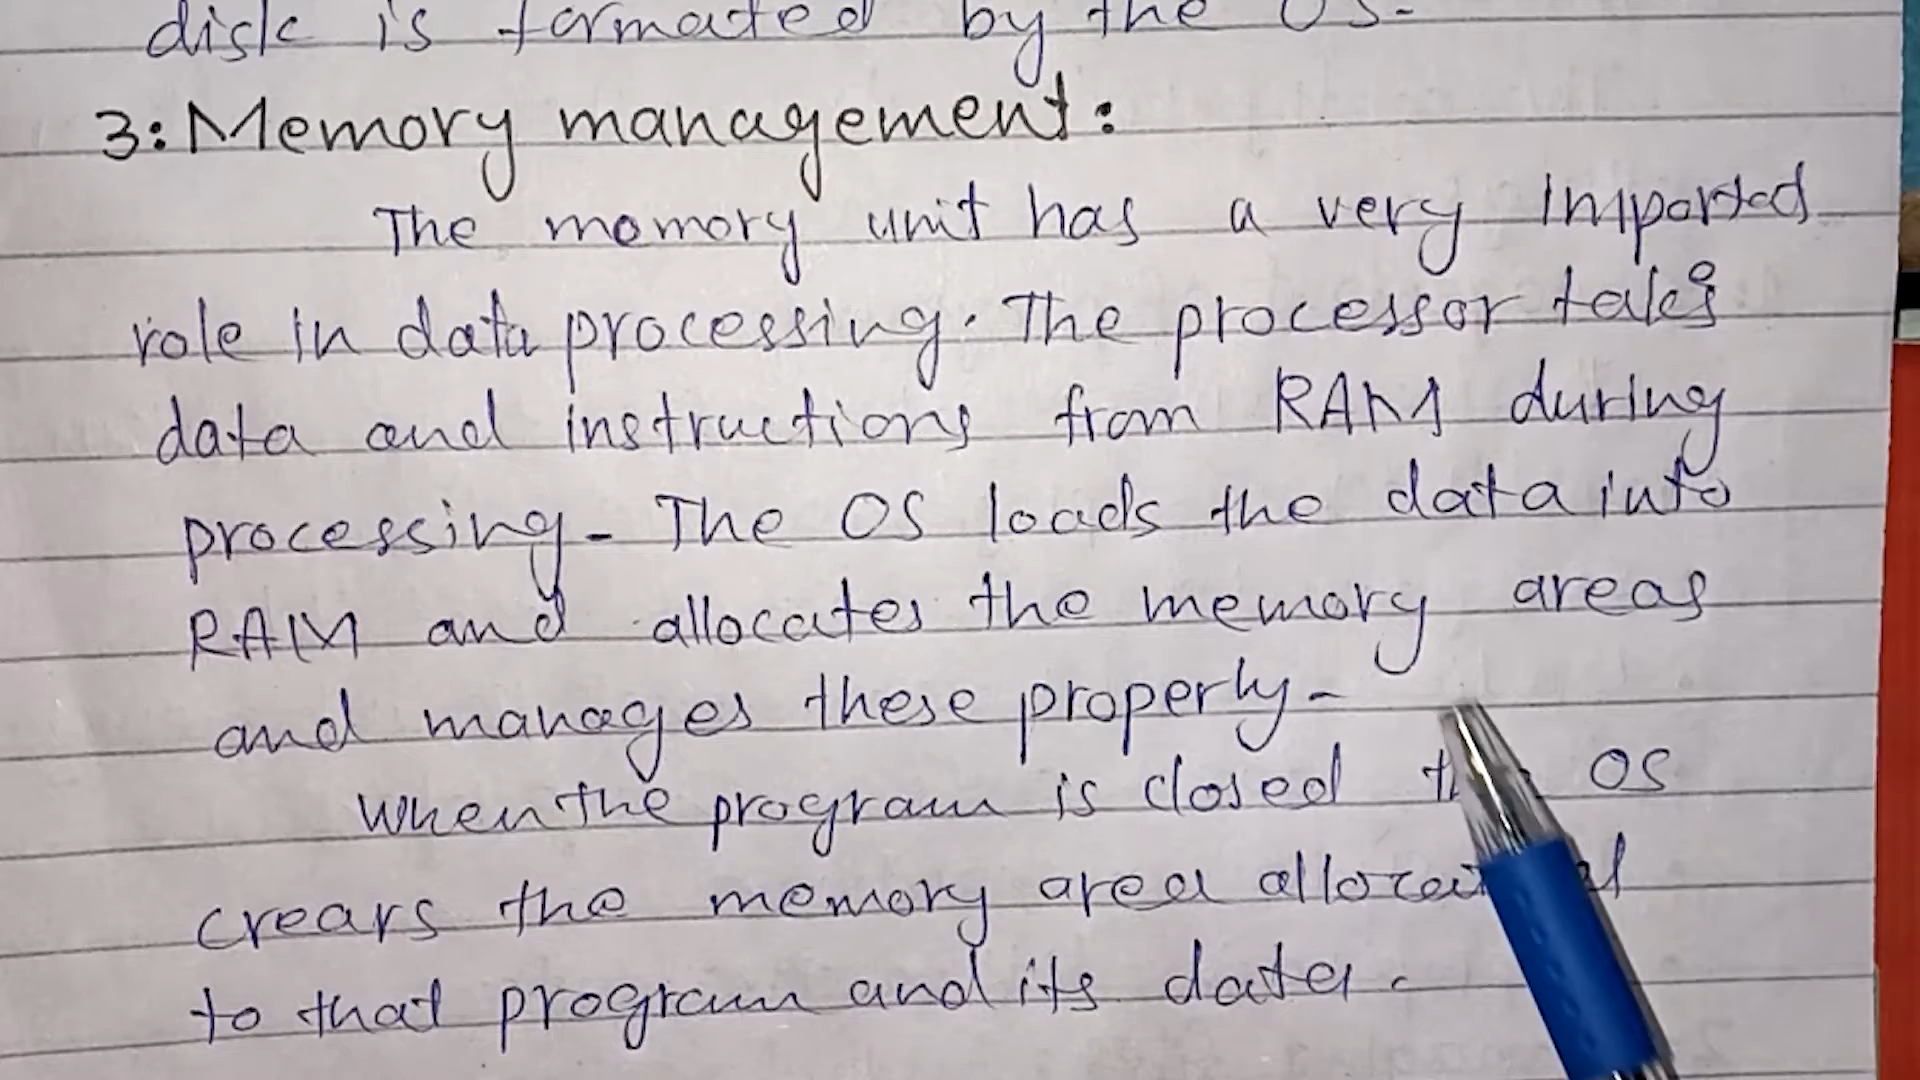 disk is formated by the OS.
3: Memory management:
The memory unit has a very Imported
role in data processing. The processor takes
data and instructions from RAM during
processing. The OS loads the data into
RAM and allocates the memory areas
and manages these properly.
When the program is closed the OS
crears the memory area allocated
to that program and its data.